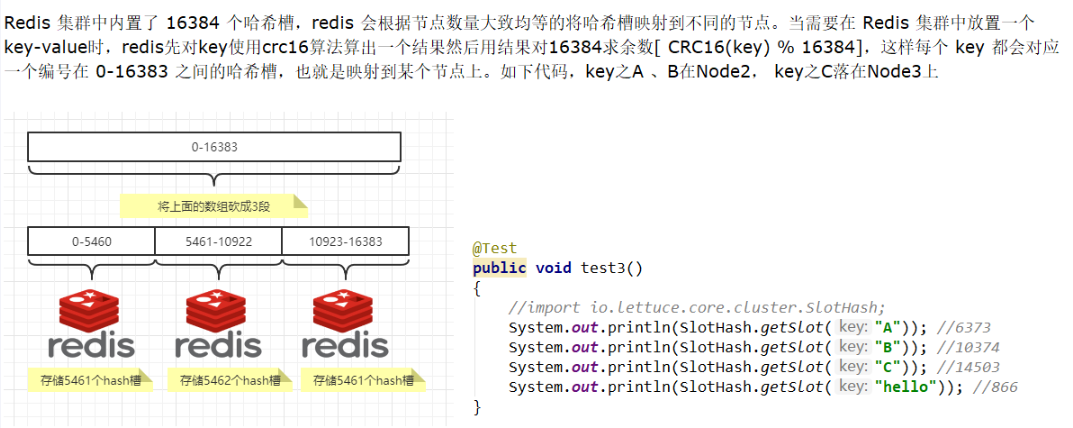 Redis 集群中内置了 16384 个哈希槽，redis 会根据节点数量大致均等的将哈希槽映射到不同的节点。当需要在 Redis 集群中放置一个
key-value时，redis先对key使用crc16算法算出一个结果然后用结果对16384求余数[ CRC16(key) % 16384]，这样每个 key 都会对应
一个编号在 0-16383 之间的哈希槽，也就是映射到某个节点上。如下代码，key之A 、B在Node2， key之C落在Node3上
0-16383
将上面的数组砍成3段
0-5460 5461-10922 10923-16383
redis redis redis
存储5461个hash槽 存储5462个hash槽 存储5461个hash槽
@Test
public void test3()
{
//import io.lettuce.core.cluster.SlotHash;
System.out.println(SlotHash.getSlot( key: "A")); //6373
System.out.println(SlotHash.getSlot( key: "B")); //10374
System.out.println(SlotHash.getSlot( key: "C")); //14503
System.out.println(SlotHash.getSlot( key: "hello")); //866
}